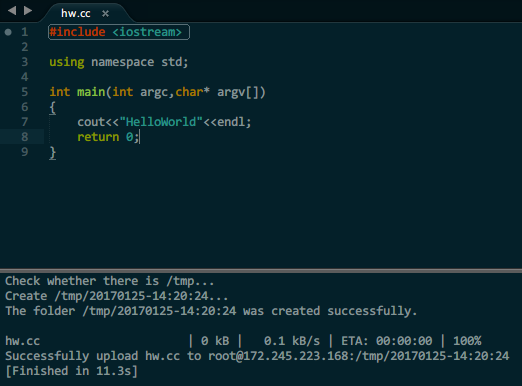 hw.cc ×
1 #include <iostream>
2
3 using namespace std;
4
5 int main(int argc,char* argv[])
6 {
7 cout<<"HelloWorld"<<endl;
8 return 0;
9 }
Check whether there is /tmp...
Create /tmp/20170125-14:20:24...
The folder /tmp/20170125-14:20:24 was created successfully.
hw.cc | 0 kB | 0.1 kB/s | ETA: 00:00:00 | 100%
Successfully upload hw.cc to root@172.245.223.168:/tmp/20170125-14:20:24
[Finished in 11.3s]